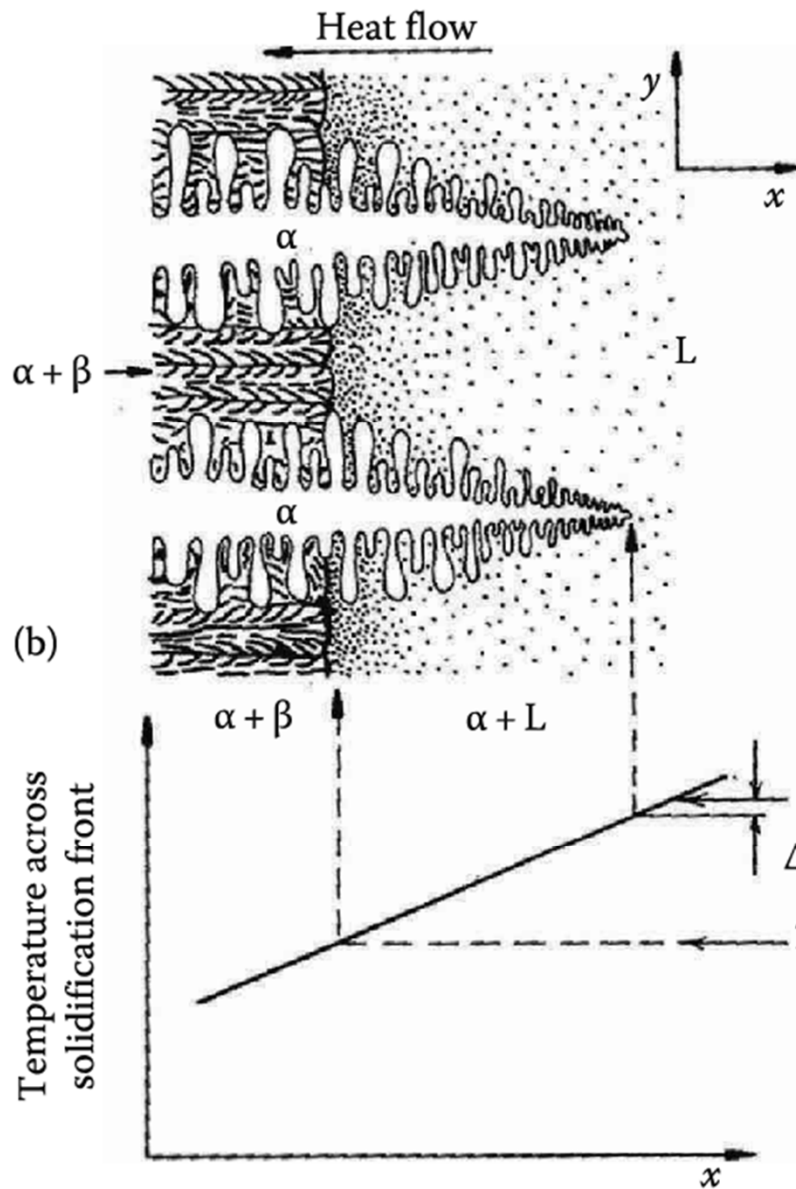 Heat flow
y
x
α
α + β
L
α
(b)
α + β
α + L
Temperature across
solidification front
x